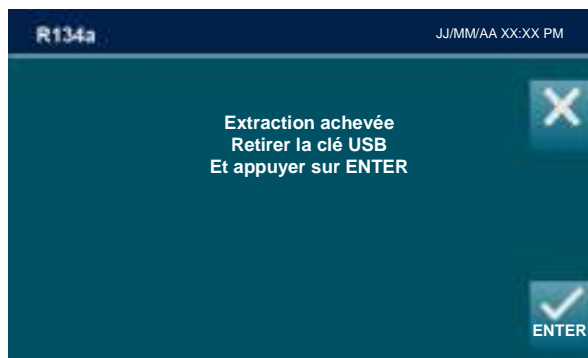 R134a
JJ/MM/AA XX:XX PM
Extraction achevée
Retirer la clé USB
Et appuyer sur ENTER
ENTER